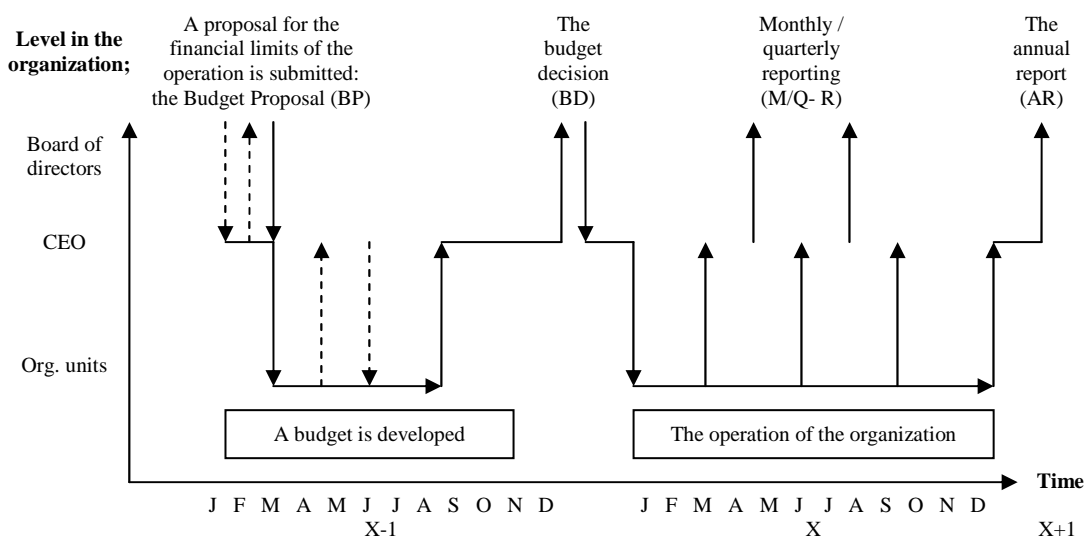 Level in the
organization;
A proposal for the
financial limits of the
operation is submitted:
the Budget Proposal (BP)
The
budget
decision
(BD)
Monthly /
quarterly
reporting
(M/Q- R)
The
annual
report
(AR)
Board of
directors
CEO
Org. units
A budget is developed
The operation of the organization
Time
J F M A M J J A S O N D
J F M A M J J A S O N D
X-1
X
X+1